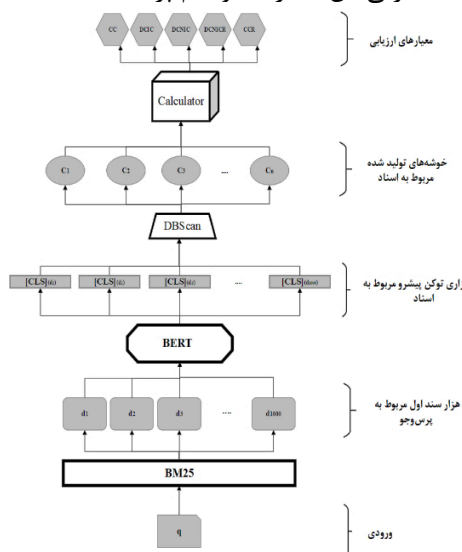 CC DCIC DCNIC DCNICR CCR
معیارهای ارزیابی
Calculator
C1 C2 C3 .... Cn
خوشه‌های تولید شده
مربوط به اسناد
DBScan
[CLS](d1) [CLS](d2) [CLS](d3) .... [CLS](d1000)
توکن پیشرو مربوط به
اسناد
BERT
d1 d2 d3 .... d1000
هزار سند اول مربوط به
پرس‌وجو
BM25
q
ورودی